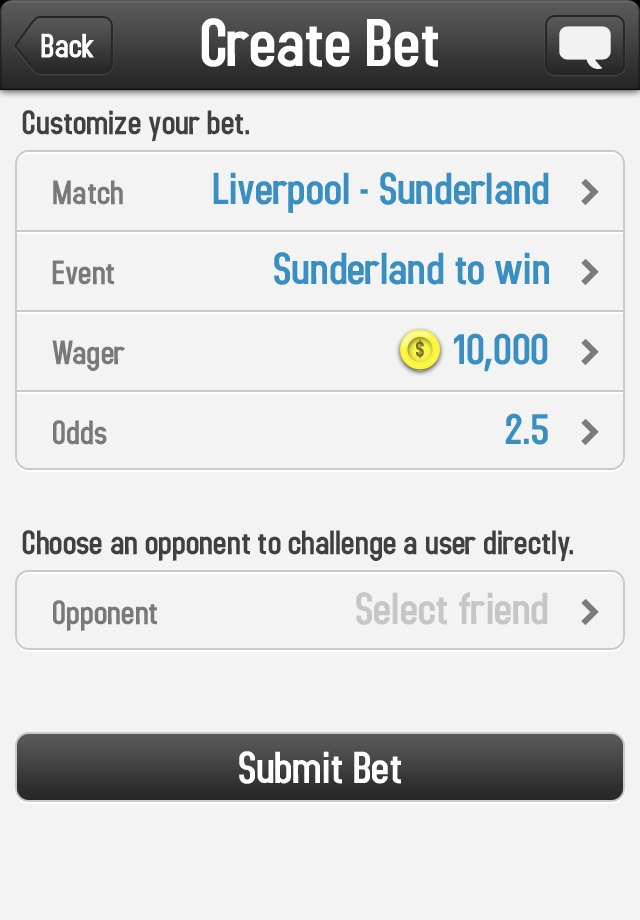 Back
Create Bet
Customize your bet.
Match Liverpool - Sunderland
Event Sunderland to win
Wager $ 10,000
Odds 2.5
Choose an opponent to challenge a user directly.
Opponent Select friend
Submit Bet